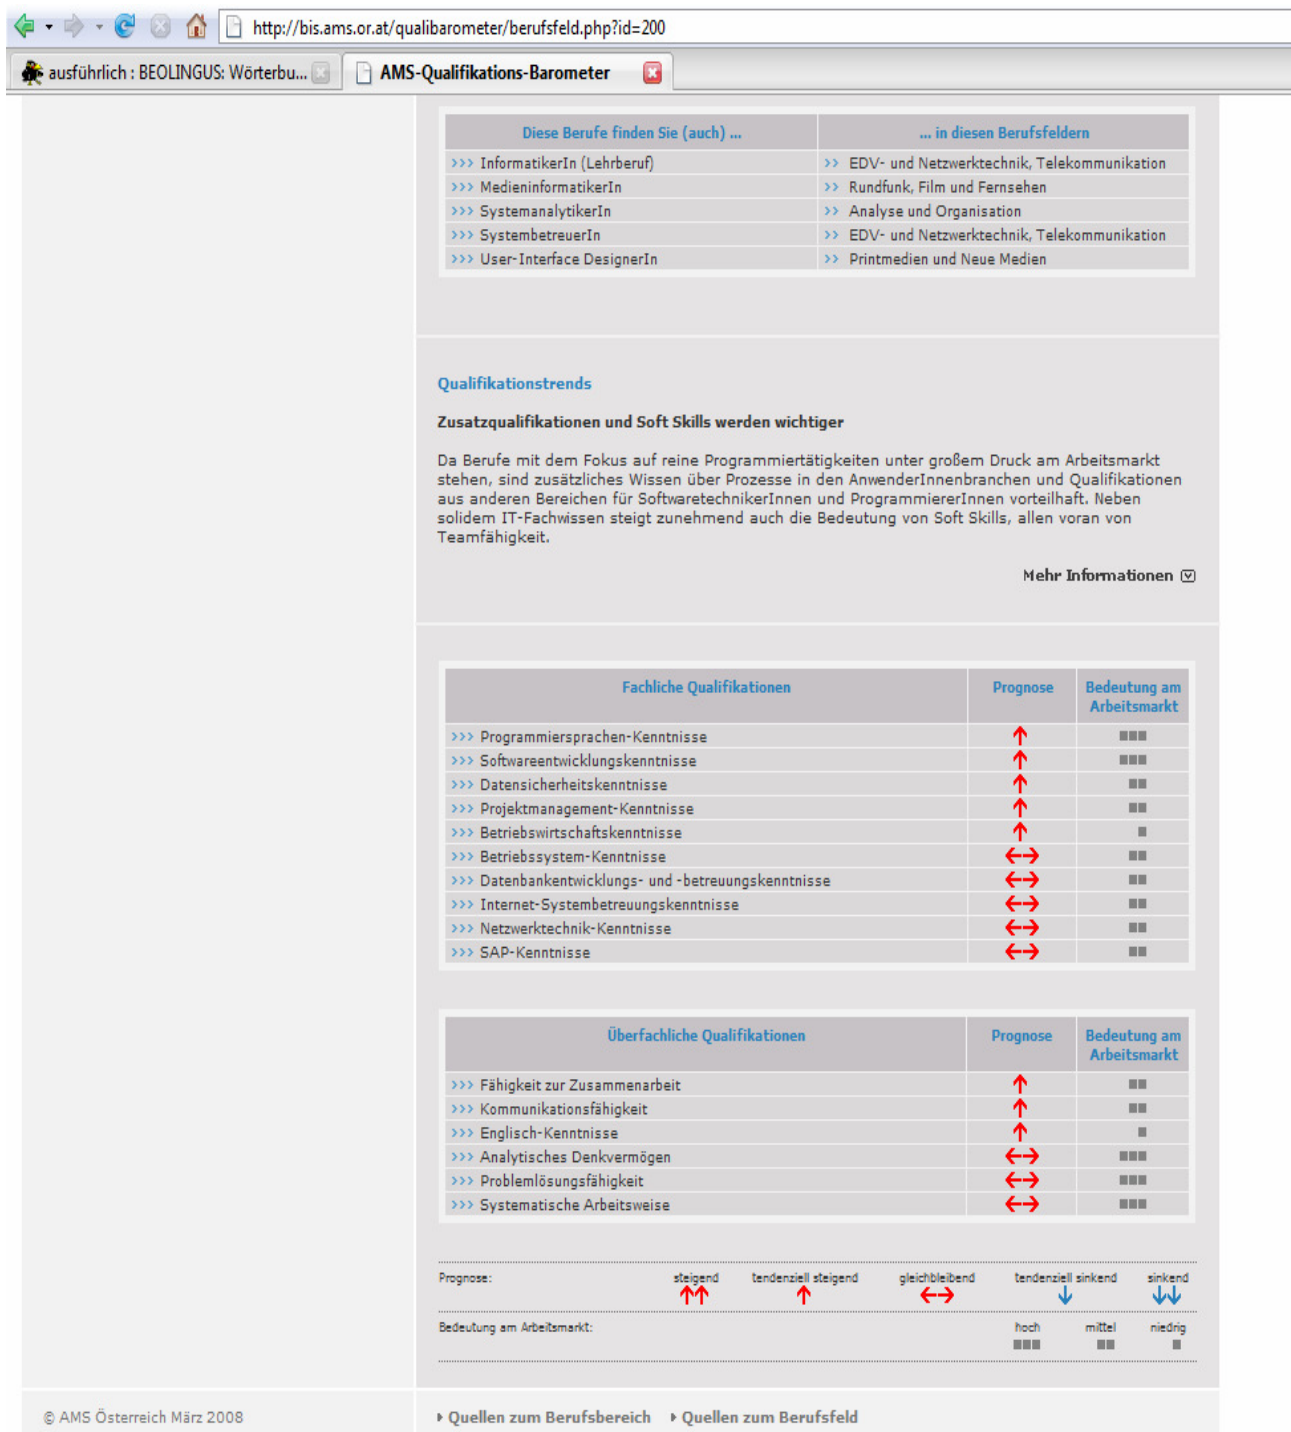 http://bis.ams.or.at/qualibarometer/berufsfeld.php?id=200
ausführlich : BEOLINGUS: Wörterbu... AMS-Qualifikations-Barometer
Diese Berufe finden Sie (auch) ... ... in diesen Berufsfeldern
>>> InformatikerIn (Lehrberuf) >> EDV- und Netzwerktechnik, Telekommunikation
>>> MedieninformatikerIn >> Rundfunk, Film und Fernsehen
>>> SystemanalytikerIn >> Analyse und Organisation
>>> SystembetreuerIn >> EDV- und Netzwerktechnik, Telekommunikation
>>> User-Interface DesignerIn >> Printmedien und Neue Medien
Qualifikationstrends
Zusatzqualifikationen und Soft Skills werden wichtiger
Da Berufe mit dem Fokus auf reine Programmiertätigkeiten unter großem Druck am Arbeitsmarkt
stehen, sind zusätzliches Wissen über Prozesse in den AnwenderInnenbranchen und Qualifikationen
aus anderen Bereichen für SoftwaretechnikerInnen und ProgrammiererInnen vorteilhaft. Neben
solidem IT-Fachwissen steigt zunehmend auch die Bedeutung von Soft Skills, allen voran von
Teamfähigkeit.
Mehr Informationen
Fachliche Qualifikationen Prognose Bedeutung am
Arbeitsmarkt
>>> Programmiersprachen-Kenntnisse
>>> Softwareentwicklungskenntnisse
>>> Datensicherheitskenntnisse
>>> Projektmanagement-Kenntnisse
>>> Betriebswirtschaftskenntnisse
>>> Betriebssystem-Kenntnisse
>>> Datenbankentwicklungs- und -betreuungskenntnisse
>>> Internet-Systembetreuungskenntnisse
>>> Netzwerktechnik-Kenntnisse
>>> SAP-Kenntnisse
Überfachliche Qualifikationen Prognose Bedeutung am
Arbeitsmarkt
>>> Fähigkeit zur Zusammenarbeit
>>> Kommunikationsfähigkeit
>>> Englisch-Kenntnisse
>>> Analytisches Denkvermögen
>>> Problemlösungsfähigkeit
>>> Systematische Arbeitsweise
Prognose: steigend tendenziell steigend gleichbleibend tendenziell sinkend sinkend
Bedeutung am Arbeitsmarkt: hoch mittel niedrig
© AMS Österreich März 2008 Quellen zum Berufsbereich Quellen zum Berufsfeld